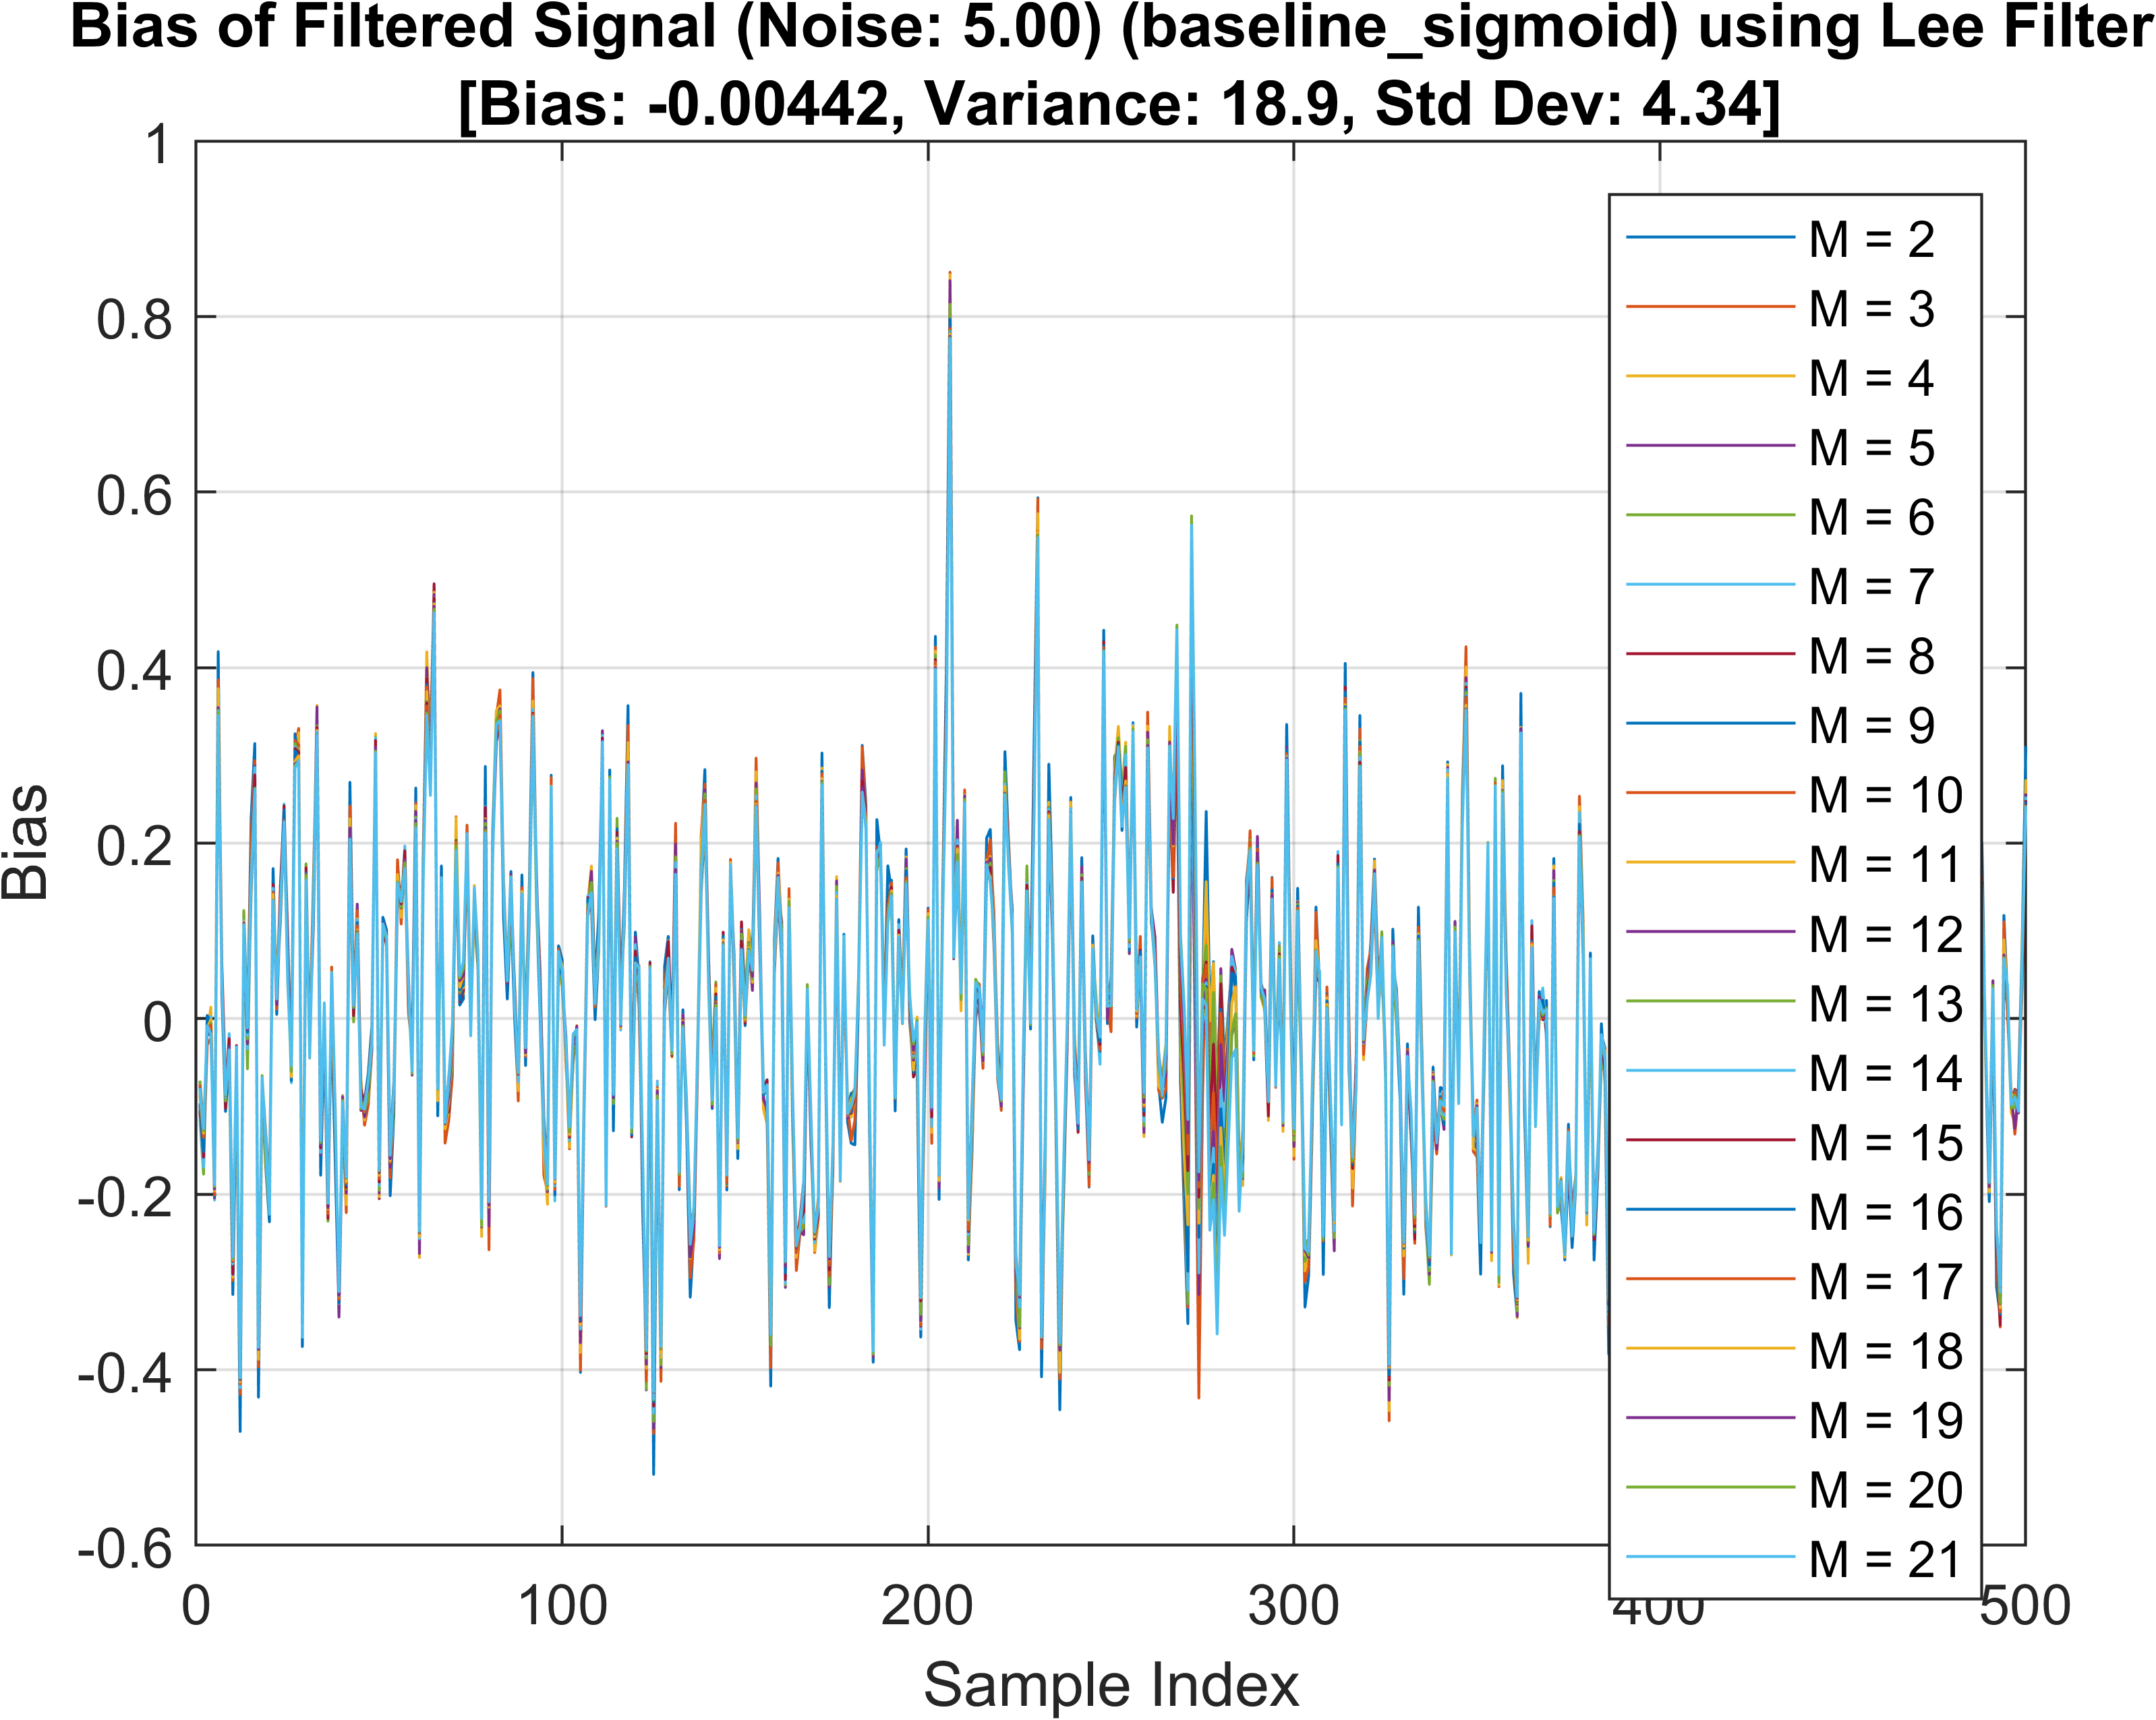 Bias of Filtered Signal (Noise: 5.00) (baseline_sigmoid) using Lee Filter
[Bias: -0.00442, Variance: 18.9, Std Dev: 4.34]
1
0.8
0.6
0.4
0.2
0
-0.2
-0.4
-0.6
Bias
M = 2
M = 3
M = 4
M = 5
M = 6
M = 7
M = 8
M = 9
M = 10
M = 11
M = 12
M = 13
M = 14
M = 15
M = 16
M = 17
M = 18
M = 19
M = 20
M = 21
0 100 200 300 400 500
Sample Index